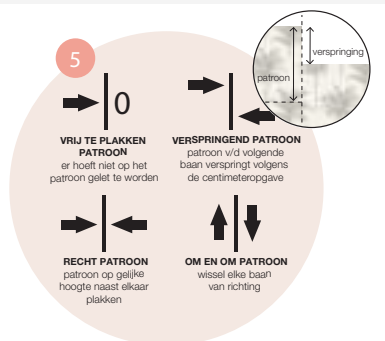 5
verspringing
patroon
0
VRIJ TE PLAKKEN
PATROON
er hoeft niet op het
patroon gelet te worden
VERSPRINGEND PATROON
patroon v/d volgende
baan verspringt volgens
de centimeteropgave
RECHT PATROON
patroon op gelijke
hoogte naast elkaar
plakken
OM EN OM PATROON
wissel elke baan
van richting